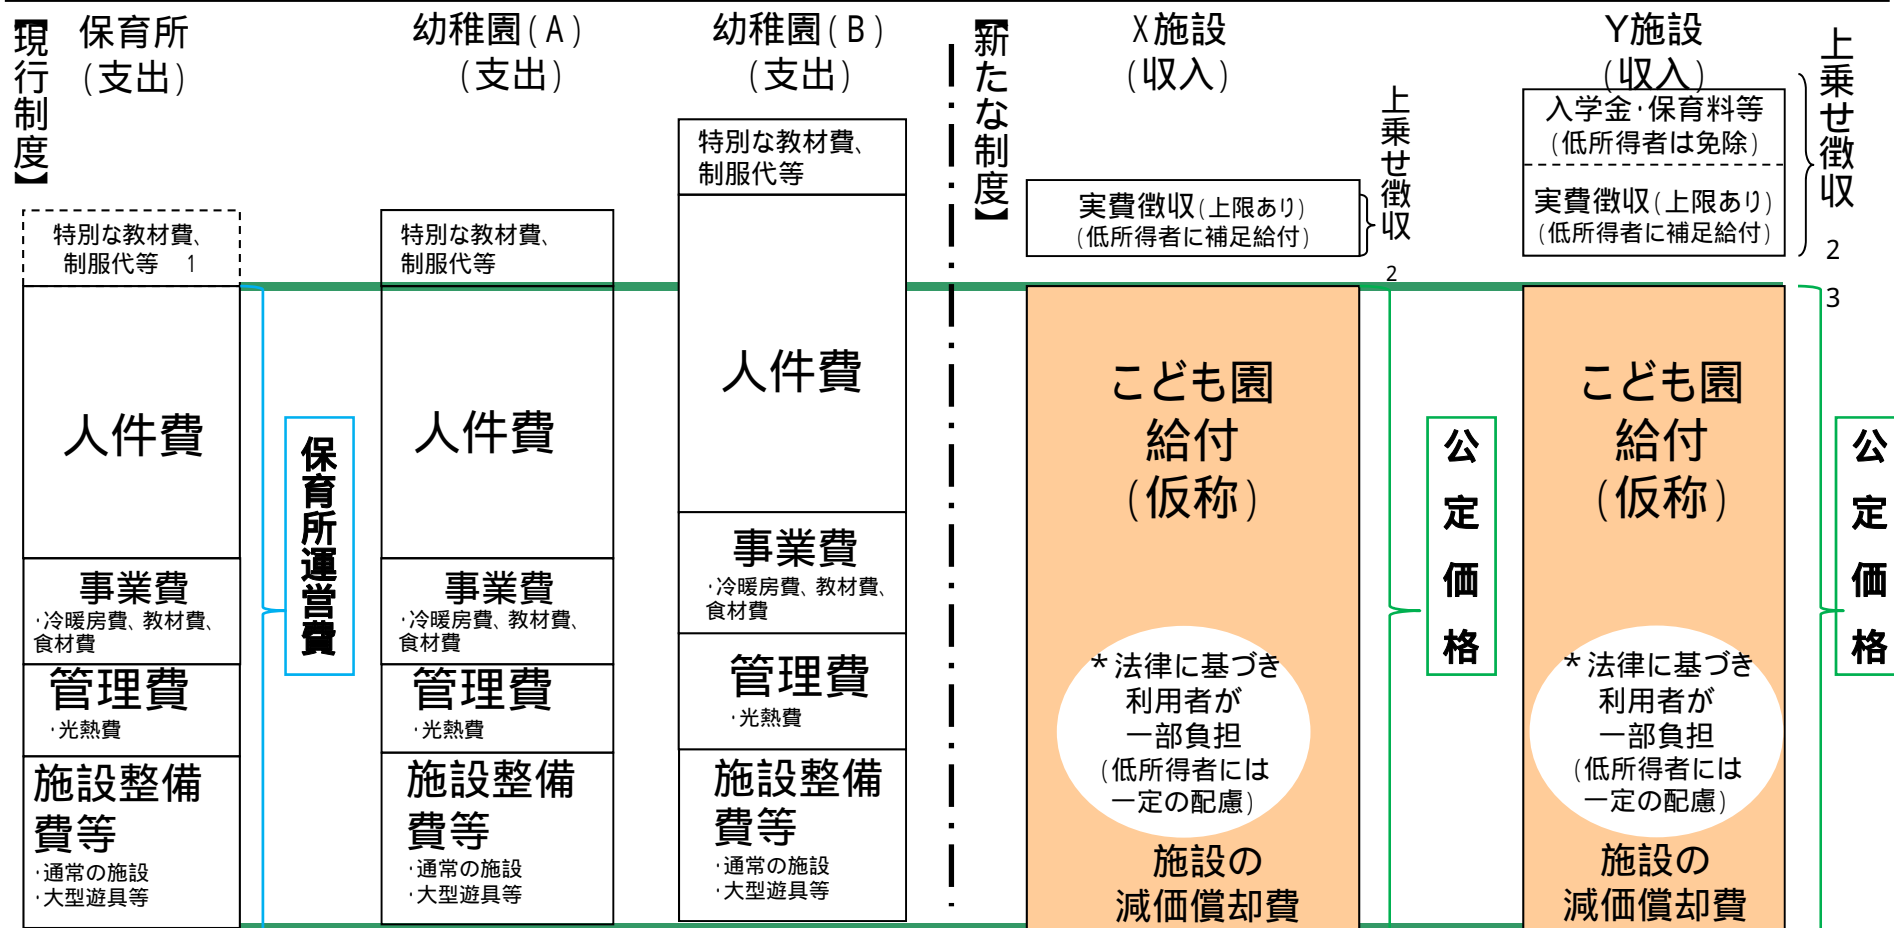 【現行制度】
保育所
(支出)
特別な教材費、
制服代等 1
人件費
事業費
・冷暖房費、教材費、
食材費
管理費
・光熱費
施設整備
費等
・通常の施設
・大型遊具等
保育所運営費
幼稚園(A)
(支出)
特別な教材費、
制服代等
人件費
事業費
・冷暖房費、教材費、
食材費
管理費
・光熱費
施設整備
費等
・通常の施設
・大型遊具等
幼稚園(B)
(支出)
特別な教材費、
制服代等
人件費
事業費
・冷暖房費、教材費、
食材費
管理費
・光熱費
施設整備
費等
・通常の施設
・大型遊具等
【新たな制度】
X施設
(収入)
実費徴収(上限あり)
(低所得者に補足給付)
上乗せ徴収
2
こども園
給付
(仮称)
*法律に基づき
利用者が
一部負担
(低所得者には
一定の配慮)
施設の
減価償却費
公定価格
Y施設
(収入)
入学金・保育料等
(低所得者は免除)
実費徴収(上限あり)
(低所得者に補足給付)
上乗せ徴収
2
3
こども園
給付
(仮称)
*法律に基づき
利用者が
一部負担
(低所得者には
一定の配慮)
施設の
減価償却費
公定価格